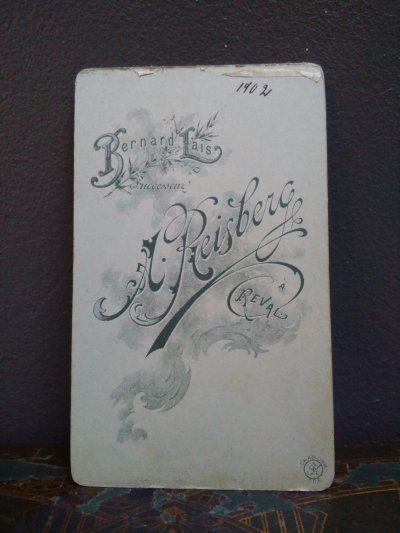 1902
Bernard Lais
Successeur
A. Reisberg
À
REVAL